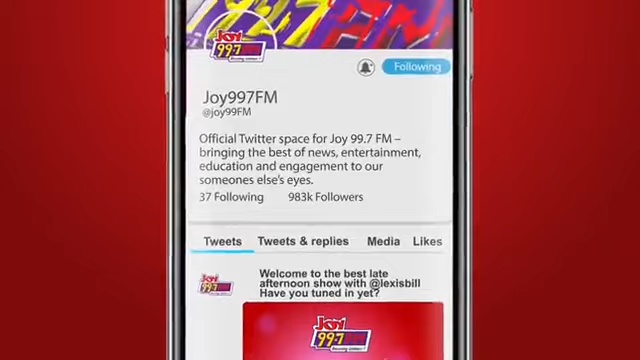 JOY
99.7 FM
Following
Joy997FM
@joy99FM
Official Twitter space for Joy 99.7 FM –
bringing the best of news, entertainment,
education and engagement to our
someones else's eyes.
37 Following 983k Followers
Tweets Tweets & replies Media Likes
JOY
99.7 FM
Welcome to the best late
afternoon show with @lexisbill
Have you tuned in yet?
JOY
99.7 FM